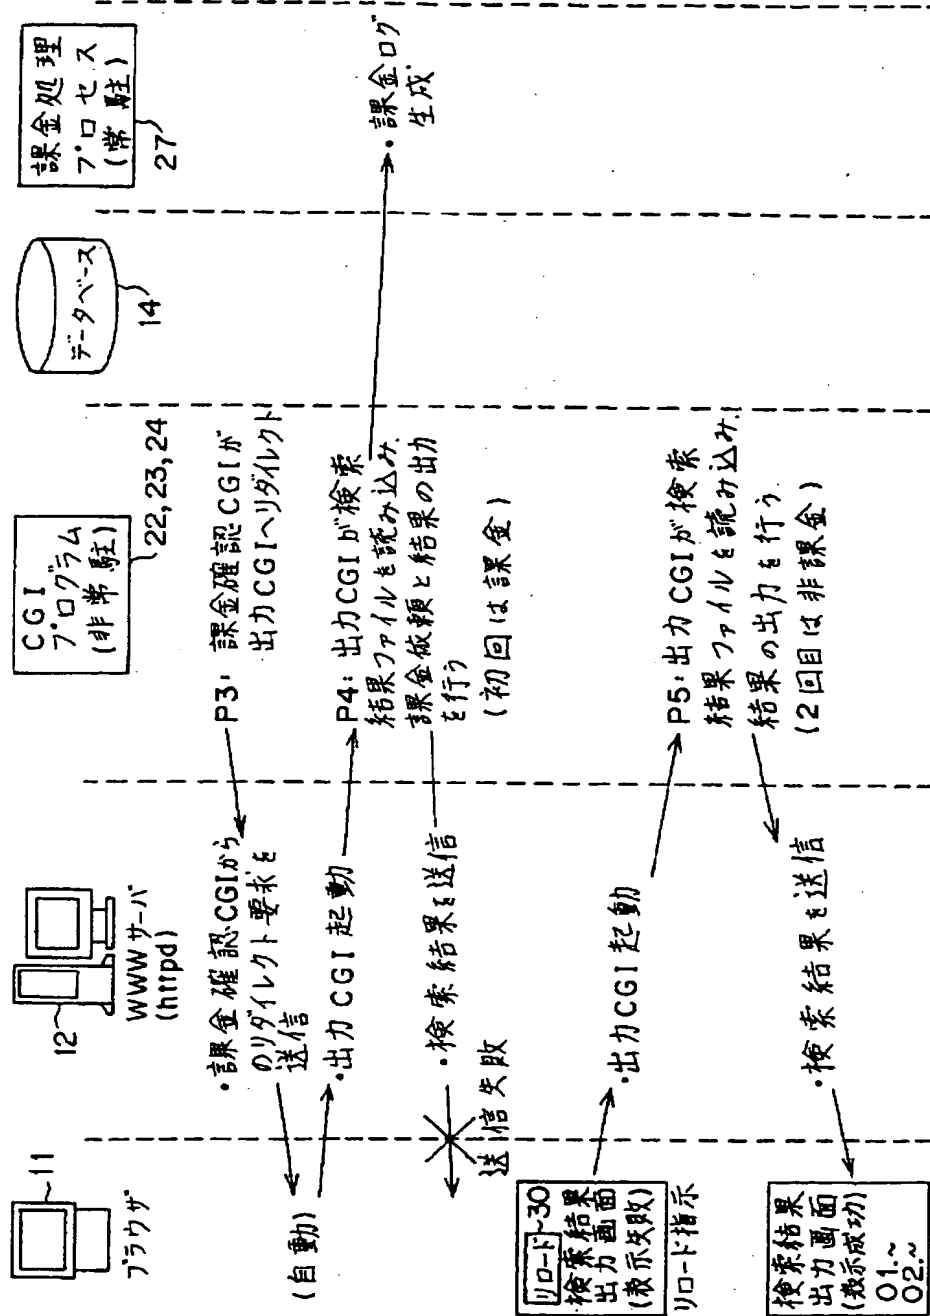 11
ブラウザ
12
WWWサーバ
(httpd)
CGI
プログラム
(非常駐)
22,23,24
データベース
14
課金処理
プロセス
(常駐)
27
P3: 課金確認CGIが
出力CGIへリダイレクト
・課金確認CGIから
のリダイレクト要求を
送信
(自動)
・出力CGI起動
P4: 出力CGIが検索
結果ファイルを読み込み、
課金依頼と結果の出力
を行う
(初回は課金)
・課金ログ
生成
・検索結果を送信
送信失敗
リロード~30
検索結果
出力画面
(表示失敗)
リロード指示
・出力CGI起動
P5: 出力CGIが検索
結果ファイルを読み込み、
結果の出力を行う
(2回目は非課金)
・検索結果を送信
検索結果
出力画面
(表示成功)
01.~
02.~